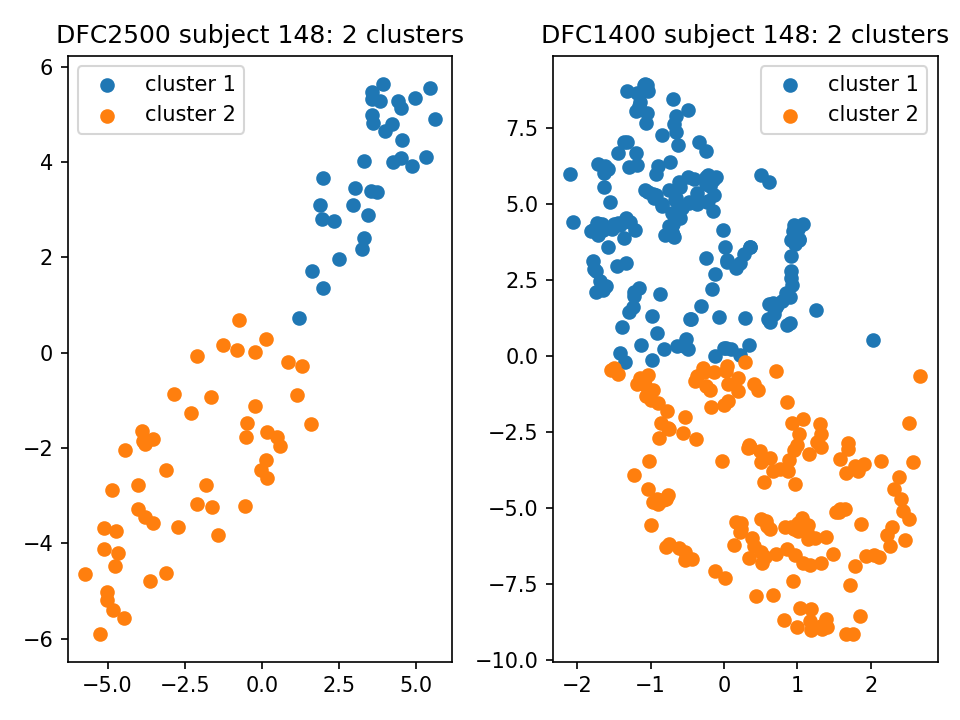 DFC2500 subject 148: 2 clusters
cluster 1
cluster 2
6
4
2
0
−2
−4
−6
−5.0 −2.5 0.0 2.5 5.0
DFC1400 subject 148: 2 clusters
cluster 1
cluster 2
7.5
5.0
2.5
0.0
−2.5
−5.0
−7.5
−10.0
−2 −1 0 1 2